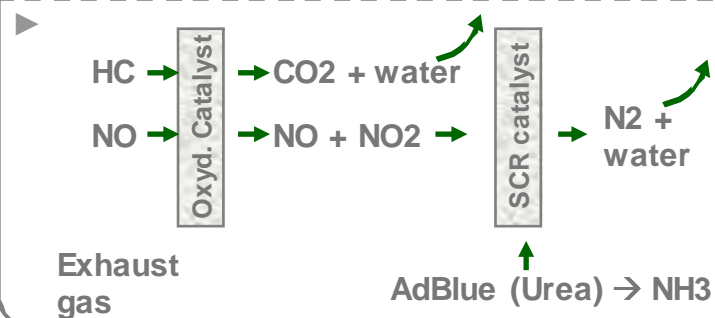 HC
CO2 + water
NO
NO + NO2
Oxyd. Catalyst
SCR catalyst
N2 +
water
Exhaust
gas
AdBlue (Urea) → NH3